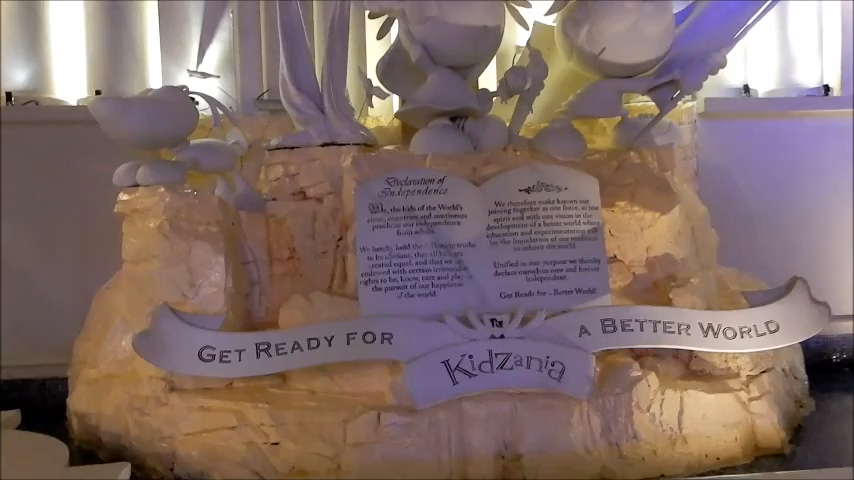 Declaration of
Independence
We, the kids of the World's
cities, countries and continents
proclaim our independence
from adults.
We hereby hold these truths
to be obvious, that all kids are
created equal, and that we are
endowed with certain
rights to be, know, care and play,
the pursuit of our happiness
of the world.
We therefore make known our
joining together as one force, as one
spirit and with one vision in the
development of a better world where
education and experimentation will
be the foundation of our
to inherit the world.
Unified in our purpose we thereby
declare ourselves now and forever
independent.
Get Ready for a Better World!
GET READY FOR
A BETTER WORLD
KidZania